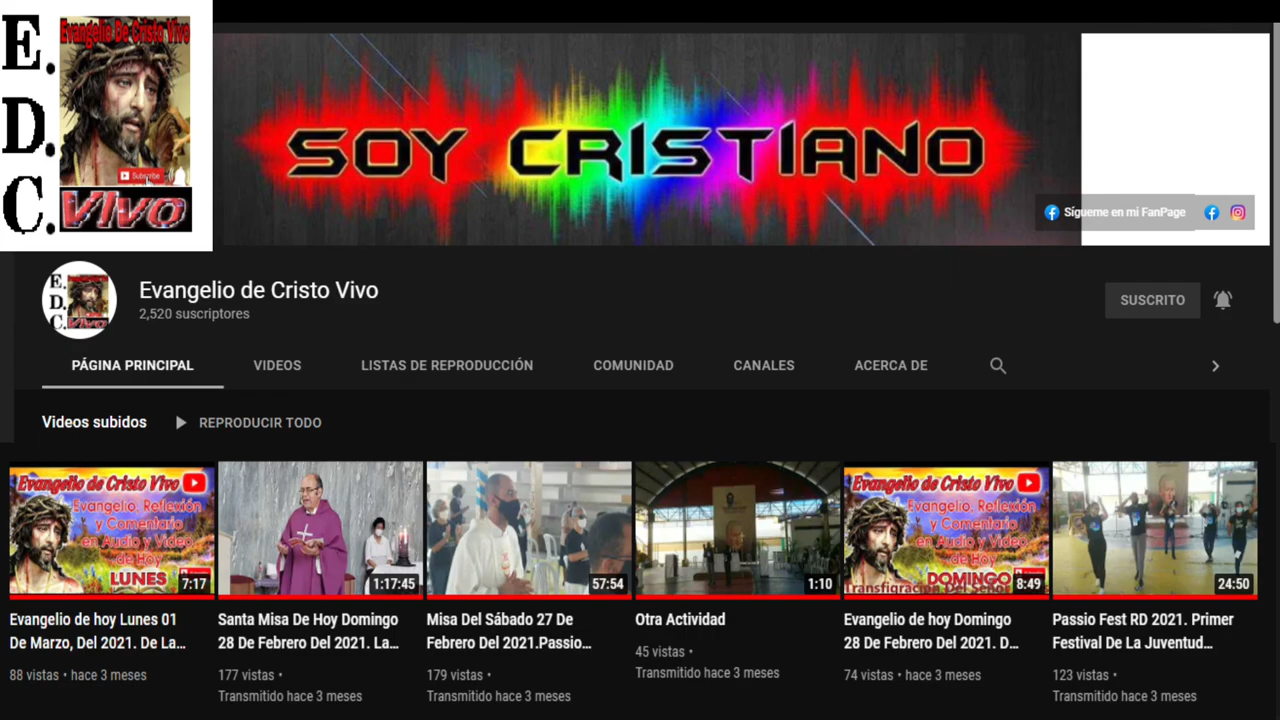 E.
D.
C.
Evangelio De Cristo Vivo
Subscribe
Vivo
SOY CRISTIANO
Sígueme en mi FanPage
Evangelio de Cristo Vivo
2,520 suscriptores
SUSCRITO
E.
D.
C. Vivo
PÁGINA PRINCIPAL
VIDEOS
LISTAS DE REPRODUCCIÓN
COMUNIDAD
CANALES
ACERCA DE
Videos subidos
REPRODUCIR TODO
Evangelio de Cristo Vivo
Evangelio, Reflexión
y Comentario
en Audio y Video
de Hoy
LUNES
7:17
Evangelio de hoy Lunes 01
De Marzo, Del 2021. De La...
88 vistas • hace 3 meses
1:17:45
Santa Misa De Hoy Domingo
28 De Febrero Del 2021. La...
177 vistas •
Transmitido hace 3 meses
57:54
Misa Del Sábado 27 De
Febrero Del 2021.Passio...
179 vistas •
Transmitido hace 3 meses
1:10
Otra Actividad
45 vistas •
Transmitido hace 3 meses
Evangelio de Cristo Vivo
Evangelio, Reflexión
y Comentario
en Audio y Video
de Hoy
DOMINGO
Transfigración Del Señor
8:49
Evangelio de hoy Domingo
28 De Febrero Del 2021. D...
74 vistas • hace 3 meses
24:50
Passio Fest RD 2021. Primer
Festival De La Juventud...
123 vistas •
Transmitido hace 3 meses